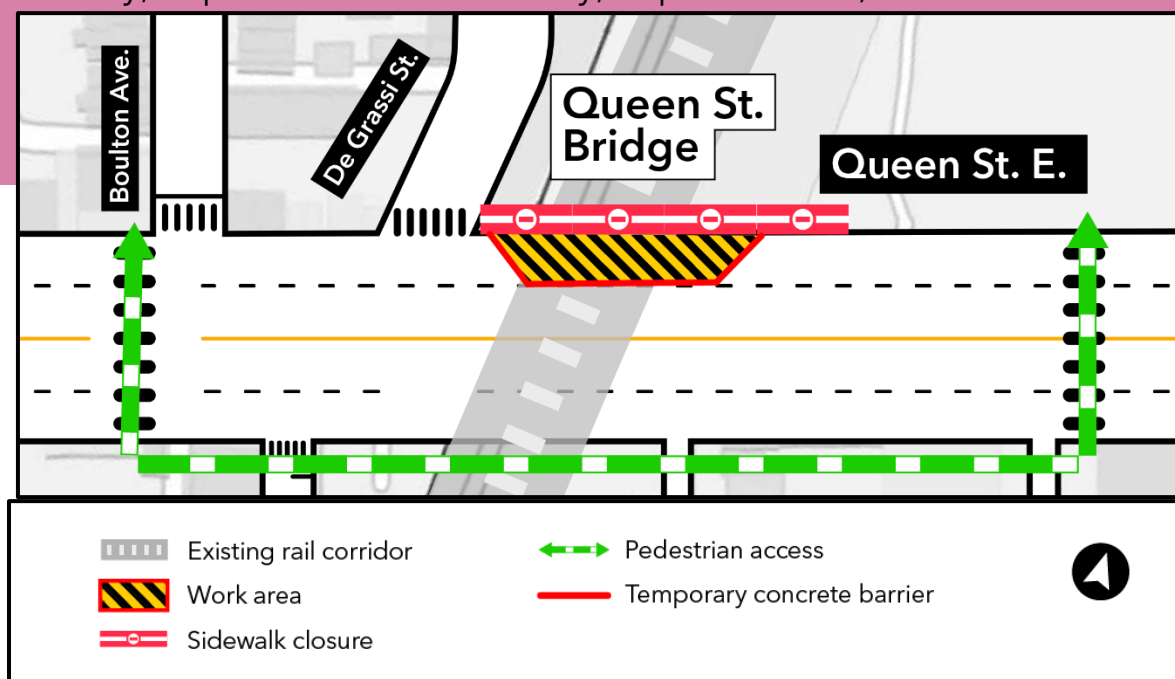 Boulton Ave.
De Grassi St.
Queen St.
Bridge
Queen St. E.
Existing rail corridor
Pedestrian access
Work area
Temporary concrete barrier
Sidewalk closure